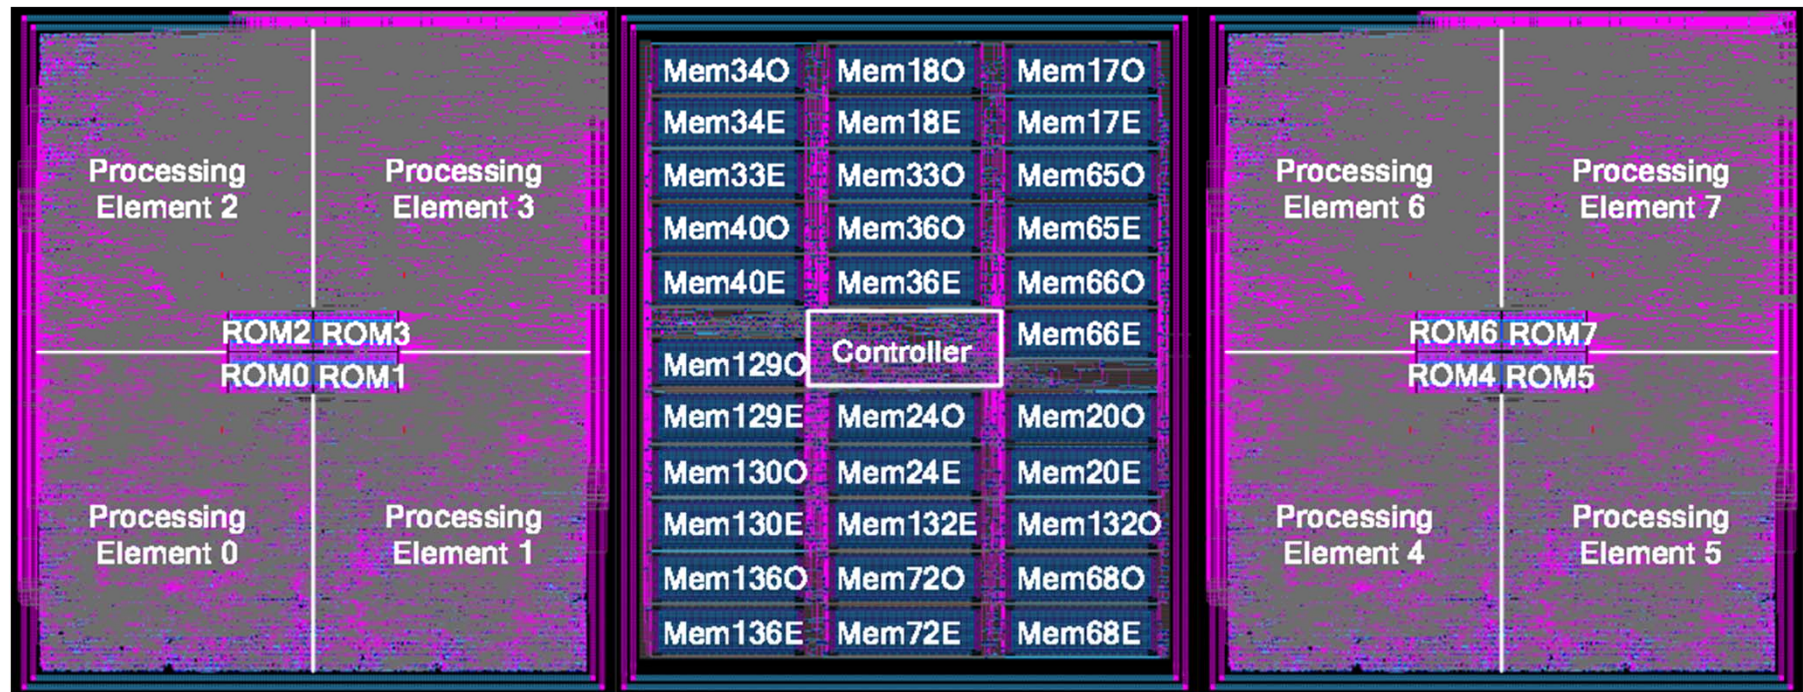 Processing
Element 2
Processing
Element 3
ROM2 ROM3
ROM0 ROM1
Processing
Element 0
Processing
Element 1
Mem34O Mem18O Mem17O
Mem34E Mem18E Mem17E
Mem33E Mem33O Mem65O
Mem40O Mem36O Mem65E
Mem40E Mem36E Mem66O
Mem66E
Controller
Mem129O
Mem129E Mem24O Mem20O
Mem130O Mem24E Mem20E
Mem130E Mem132E Mem132O
Mem136O Mem72O Mem68O
Mem136E Mem72E Mem68E
Processing
Element 6
Processing
Element 7
ROM6 ROM7
ROM4 ROM5
Processing
Element 4
Processing
Element 5